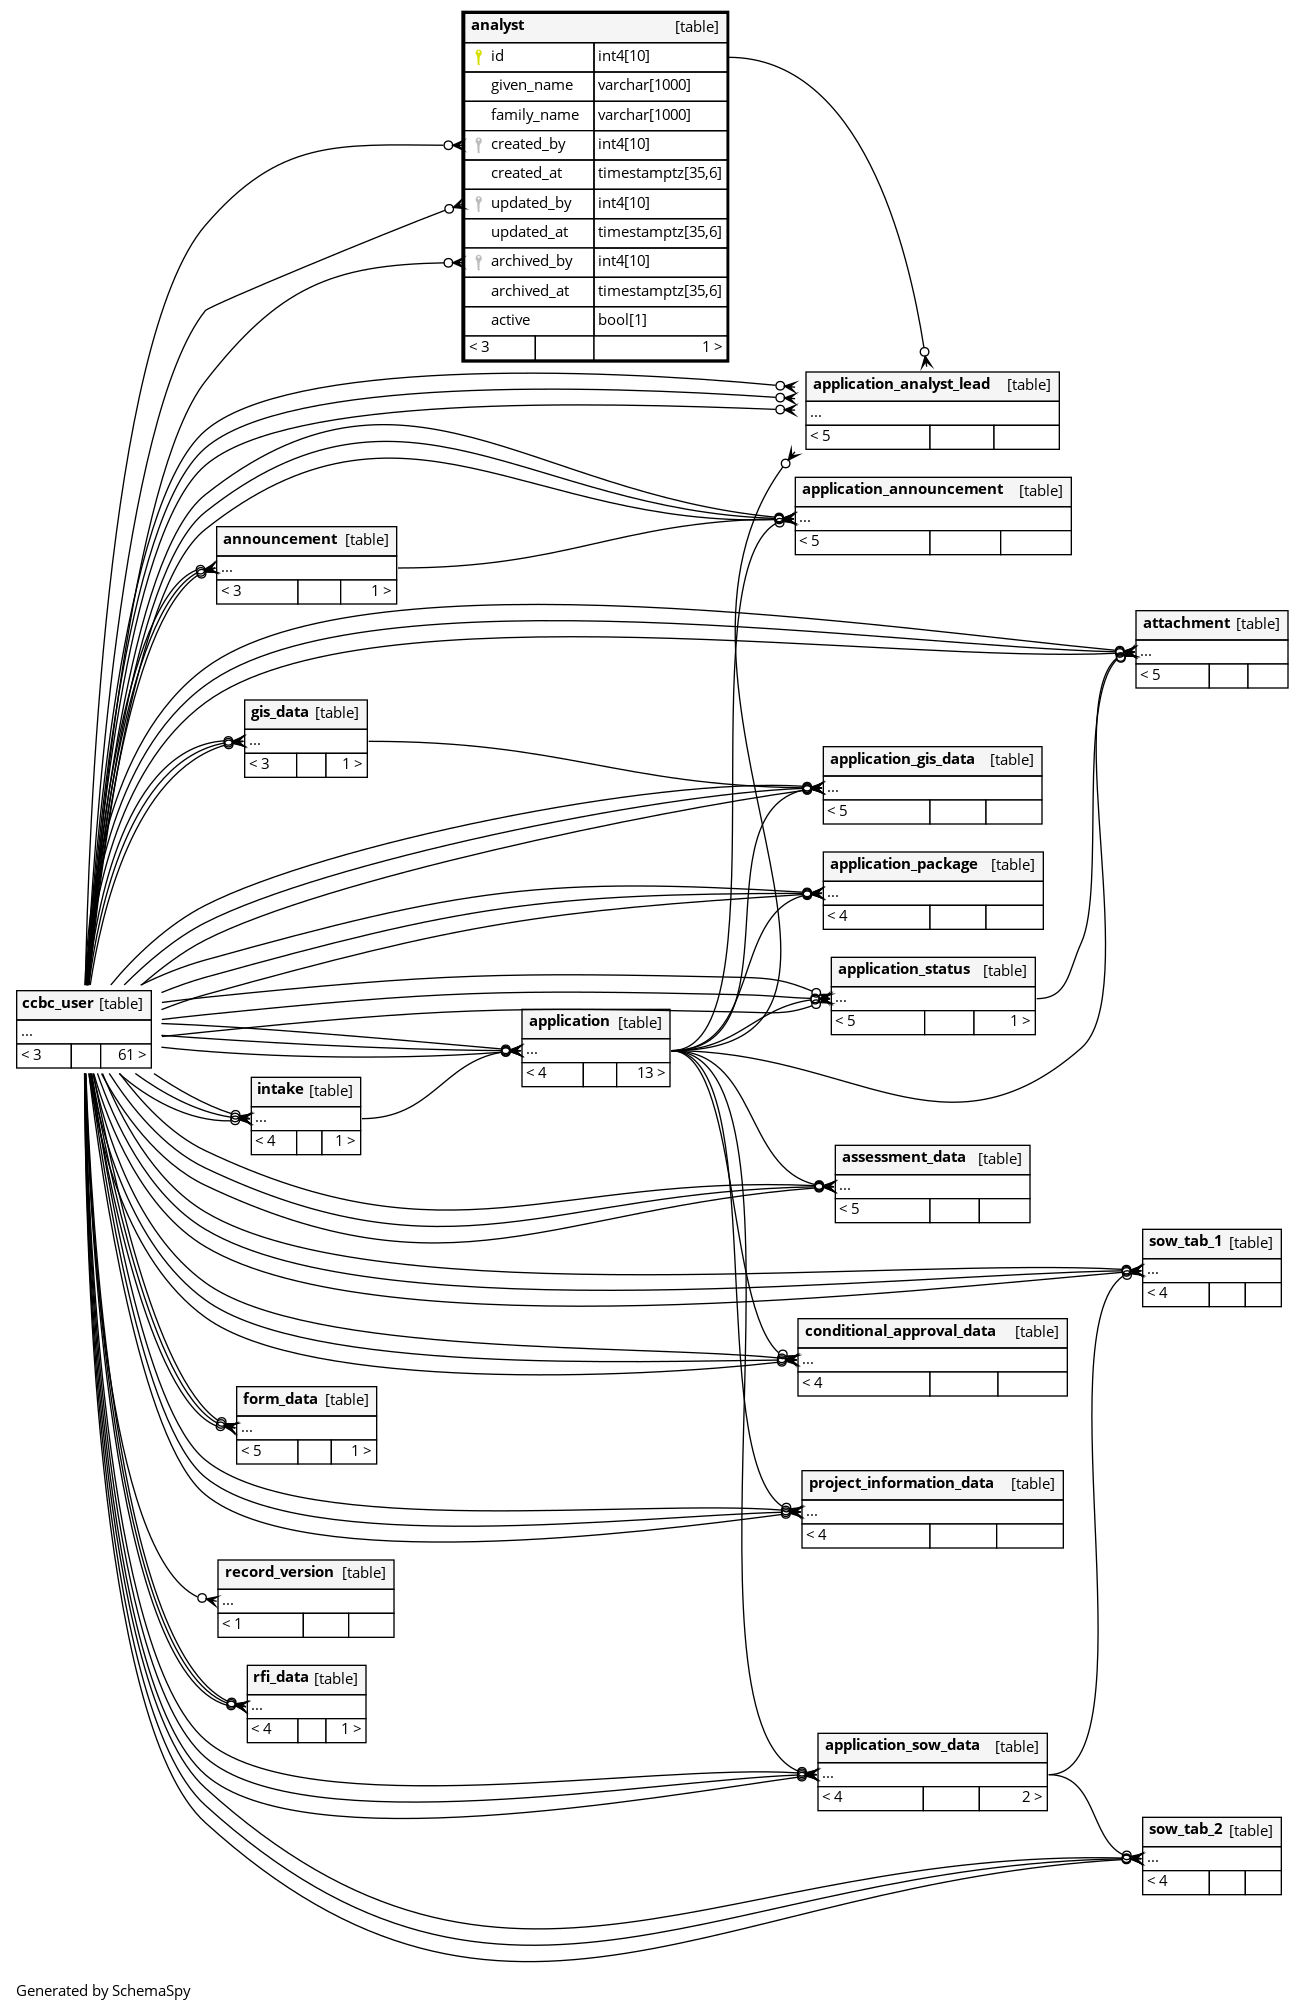 analyst [table]
id int4[10]
given_name varchar[1000]
family_name varchar[1000]
created_by int4[10]
created_at timestamptz[35,6]
updated_by int4[10]
updated_at timestamptz[35,6]
archived_by int4[10]
archived_at timestamptz[35,6]
active bool[1]
< 3 1 >
application_analyst_lead [table]
...
< 5
application_announcement [table]
...
< 5
announcement [table]
...
< 3 1 >
attachment [table]
...
< 5
gis_data [table]
...
< 3 1 >
application_gis_data [table]
...
< 5
application_package [table]
...
< 4
application_status [table]
...
< 5 1 >
ccbc_user [table]
...
< 3 61 >
application [table]
...
< 4 13 >
intake [table]
...
< 4 1 >
assessment_data [table]
...
< 5
sow_tab_1 [table]
...
< 4
conditional_approval_data [table]
...
< 4
form_data [table]
...
< 5 1 >
project_information_data [table]
...
< 4
record_version [table]
...
< 1
rfi_data [table]
...
< 4 1 >
application_sow_data [table]
...
< 4 2 >
sow_tab_2 [table]
...
< 4
Generated by SchemaSpy